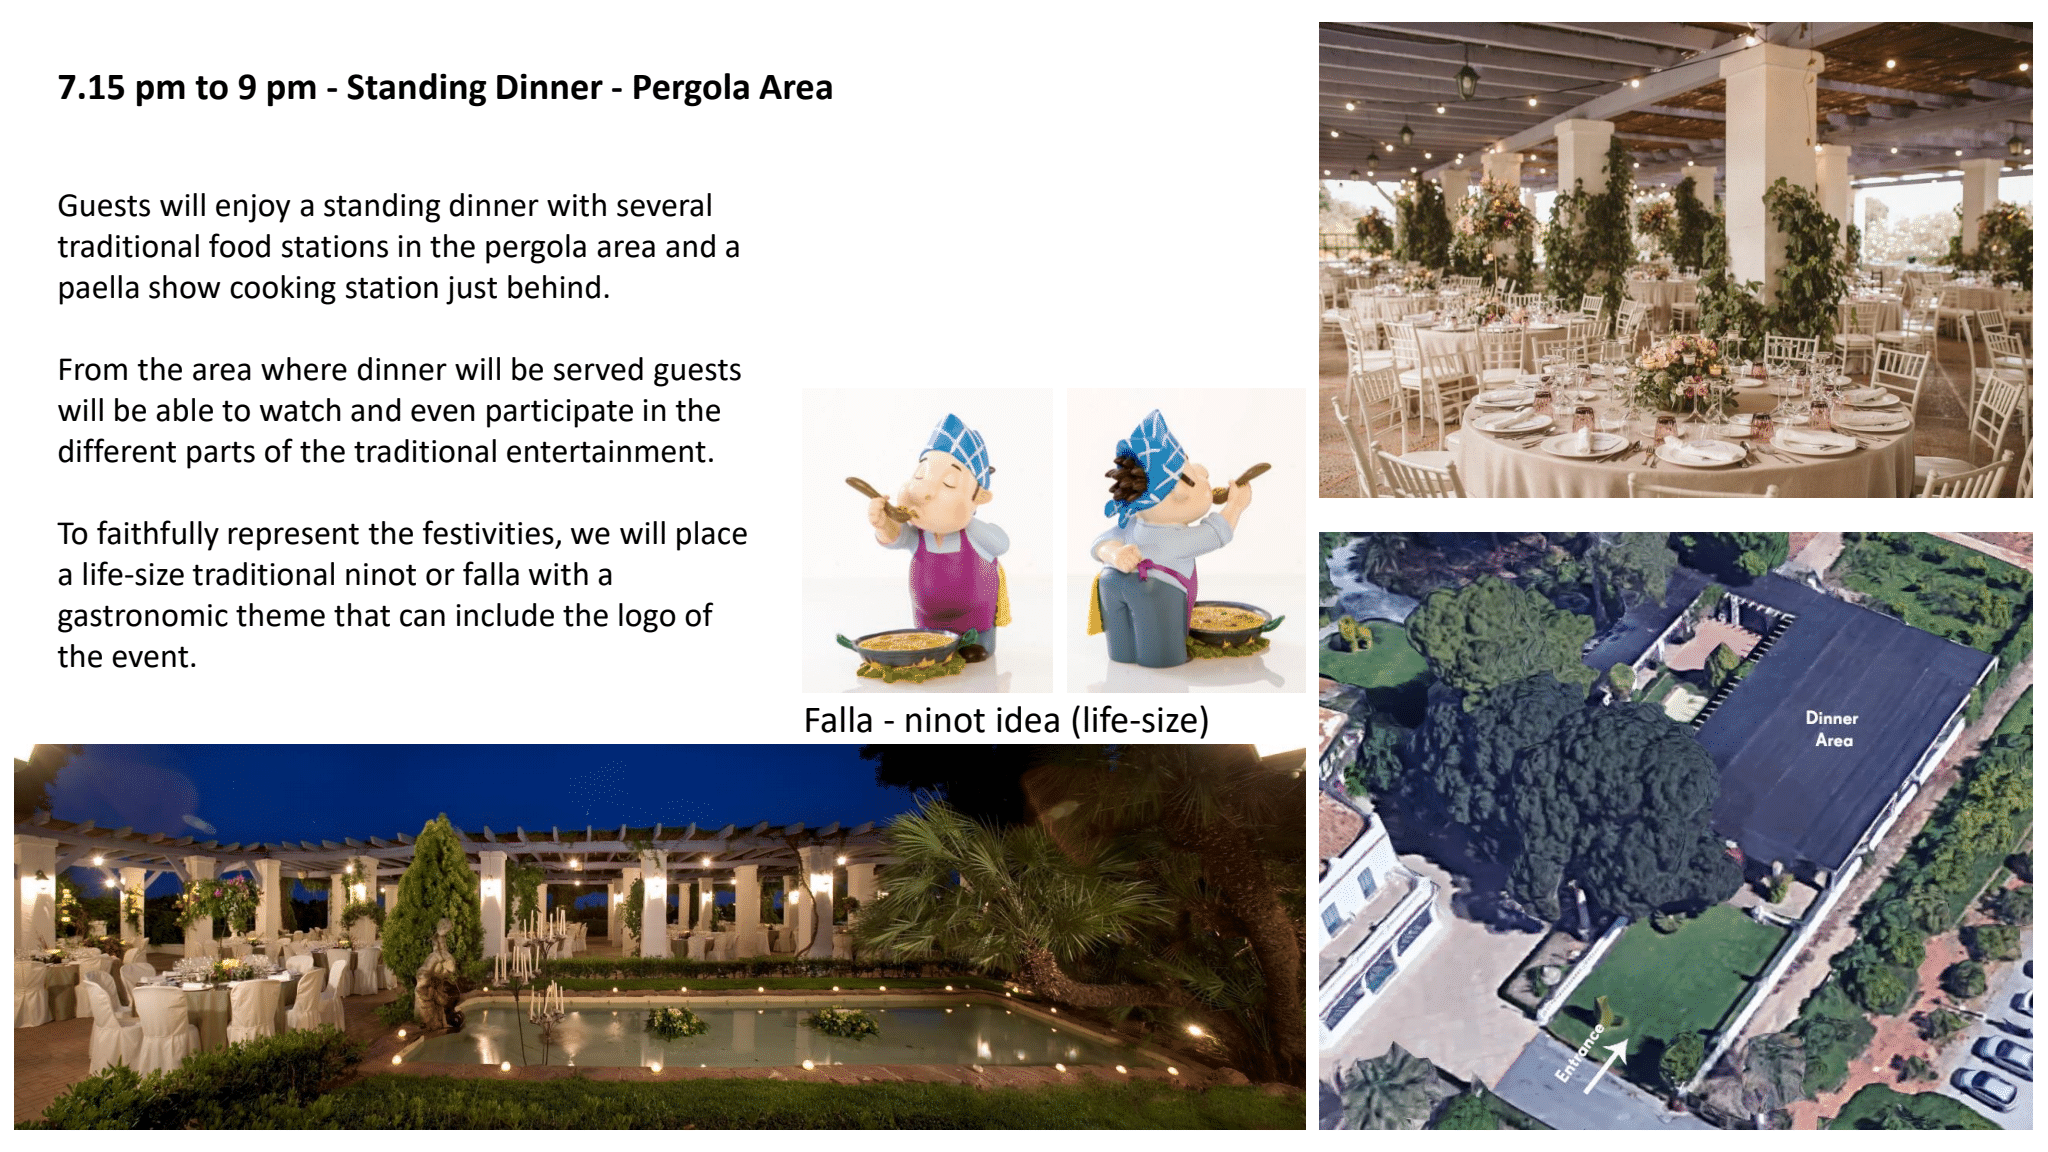 7.15 pm to 9 pm - Standing Dinner - Pergola Area
Guests will enjoy a standing dinner with several
traditional food stations in the pergola area and a
paella show cooking station just behind.
From the area where dinner will be served guests
will be able to watch and even participate in the
different parts of the traditional entertainment.
To faithfully represent the festivities, we will place
a life-size traditional ninot or falla with a
gastronomic theme that can include the logo of
the event.
Falla - ninot idea (life-size)
Dinner
Area
Entrance